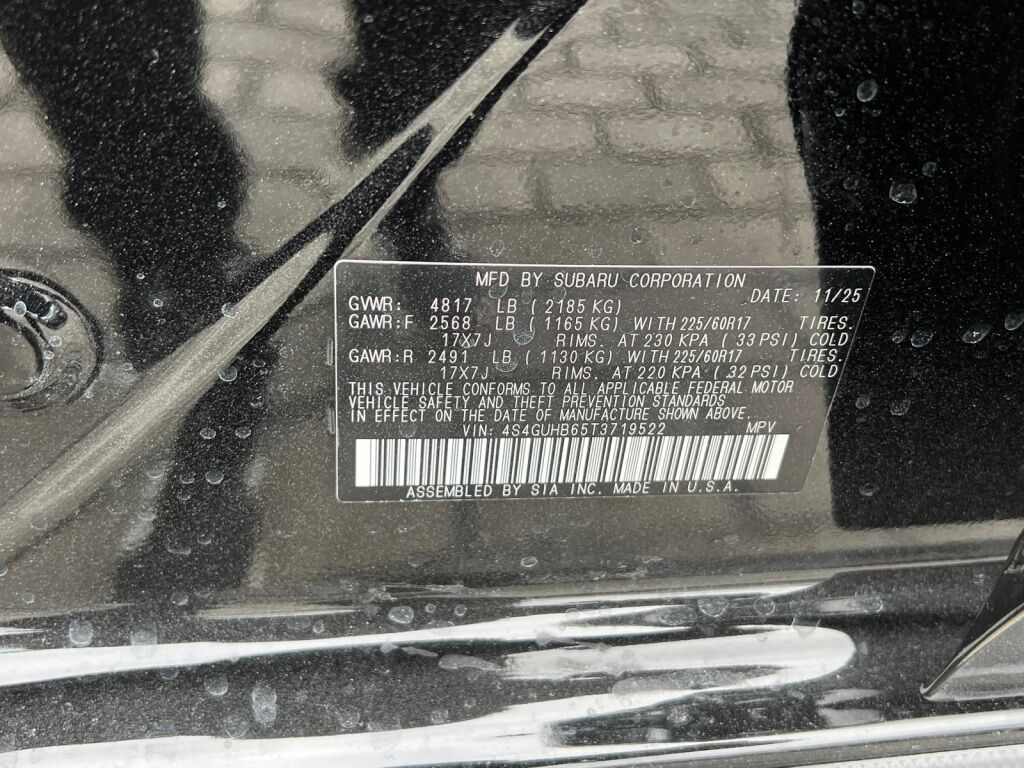 MFD BY SUBARU CORPORATION
DATE: 11/25
GVWR: 4817 LB ( 2185 KG)
GAWR:F 2568 LB ( 1165 KG) WITH 225/60R17 TIRES.
17X7J RIMS. AT 230 KPA ( 33 PSI) COLD
GAWR:R 2491 LB ( 1130 KG) WITH 225/60R17 TIRES.
17X7J RIMS. AT 220 KPA ( 32 PSI) COLD
THIS VEHICLE CONFORMS TO ALL APPLICABLE FEDERAL MOTOR
VEHICLE SAFETY AND THEFT PREVENTION STANDARDS
IN EFFECT ON THE DATE OF MANUFACTURE SHOWN ABOVE.
VIN: 4S4GUHB65T3719522 MPV
ASSEMBLED BY SIA INC. MADE IN U.S.A.